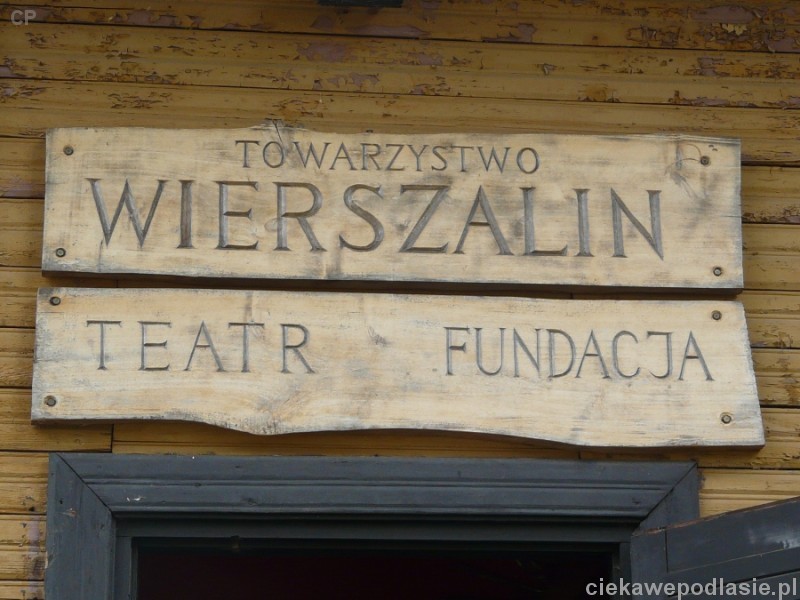 CP
TOWARZYSTWO
WIERSZALIN
TEATR FUNDACJA
ciekawepodlasie.pl